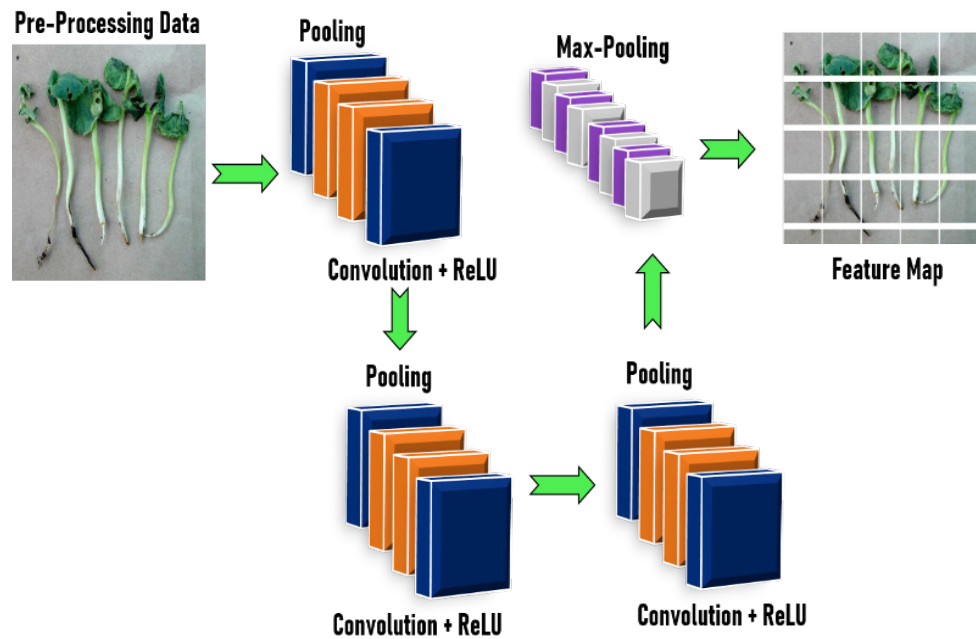 Pre-Processing Data
Pooling
Convolution + ReLU
Pooling
Convolution + ReLU
Pooling
Convolution + ReLU
Max-Pooling
Feature Map